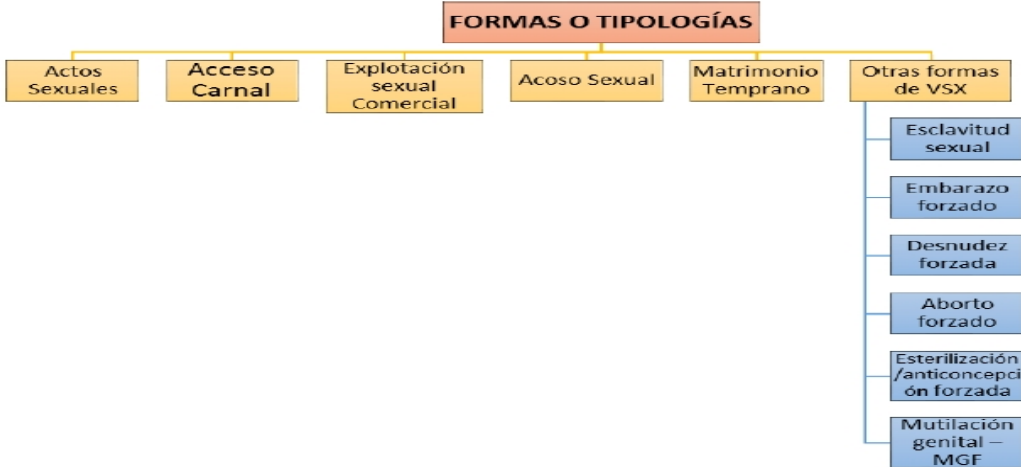 FORMAS O TIPOLOGÍAS
Actos
Sexuales
Acceso
Carnal
Explotación
sexual
Comercial
Acoso Sexual
Matrimonio
Temprano
Otras formas
de VSX
Esclavitud
sexual
Embarazo
forzado
Desnudez
forzada
Aborto
forzado
Esterilización
/anticoncepci
ón forzada
Mutilación
genital –
MGF